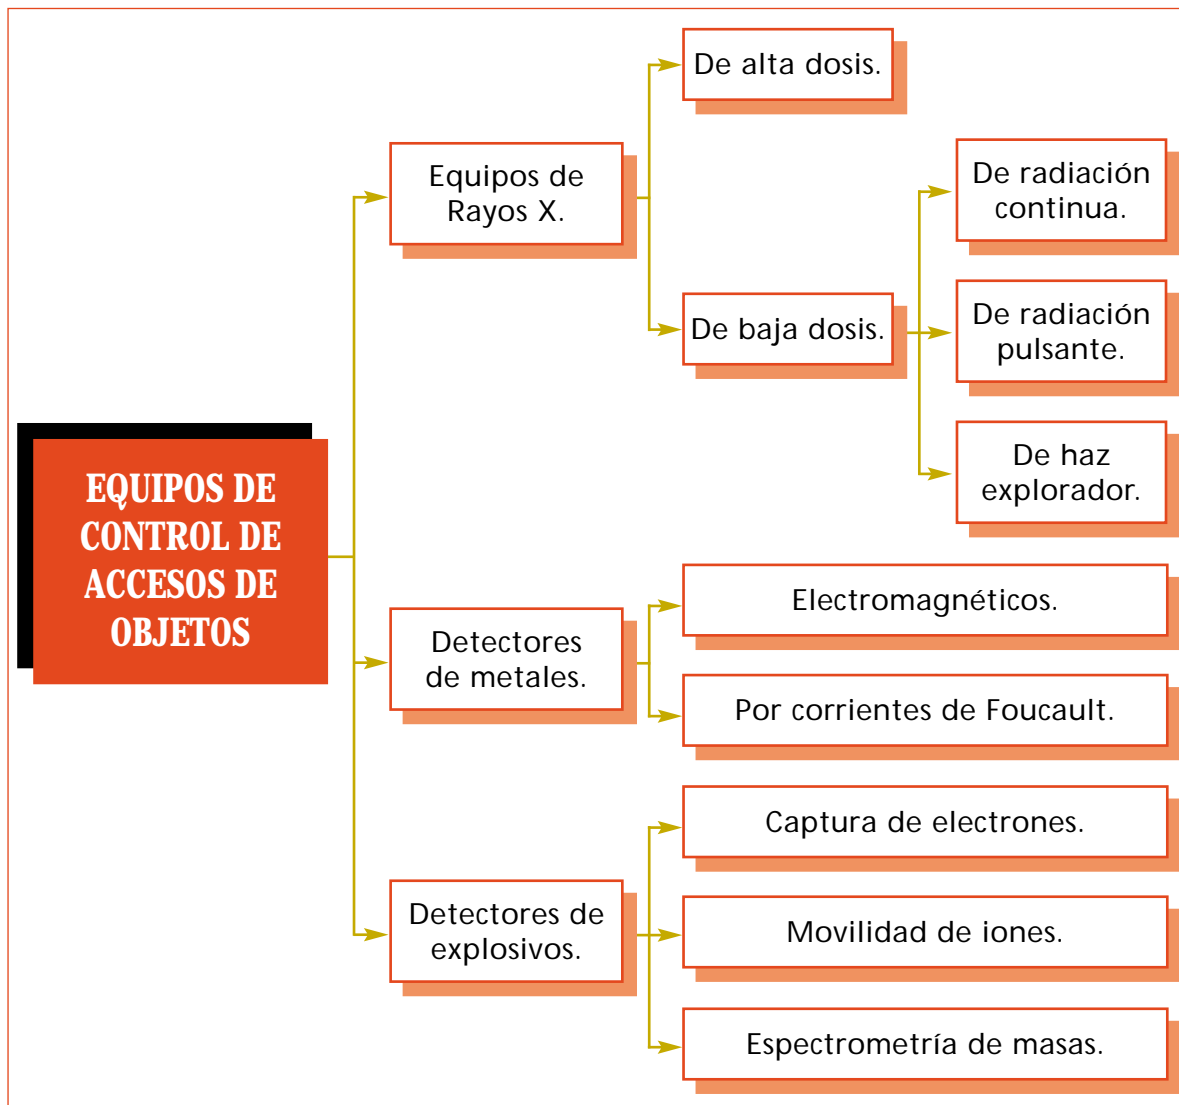 EQUIPOS DE
CONTROL DE
ACCESOS DE
OBJETOS
Equipos de
Rayos X.
De alta dosis.
De baja dosis.
De radiación
continua.
De radiación
pulsante.
De haz
explorador.
Detectores
de metales.
Electromagnéticos.
Por corrientes de Foucault.
Detectores de
explosivos.
Captura de electrones.
Movilidad de iones.
Espectrometría de masas.